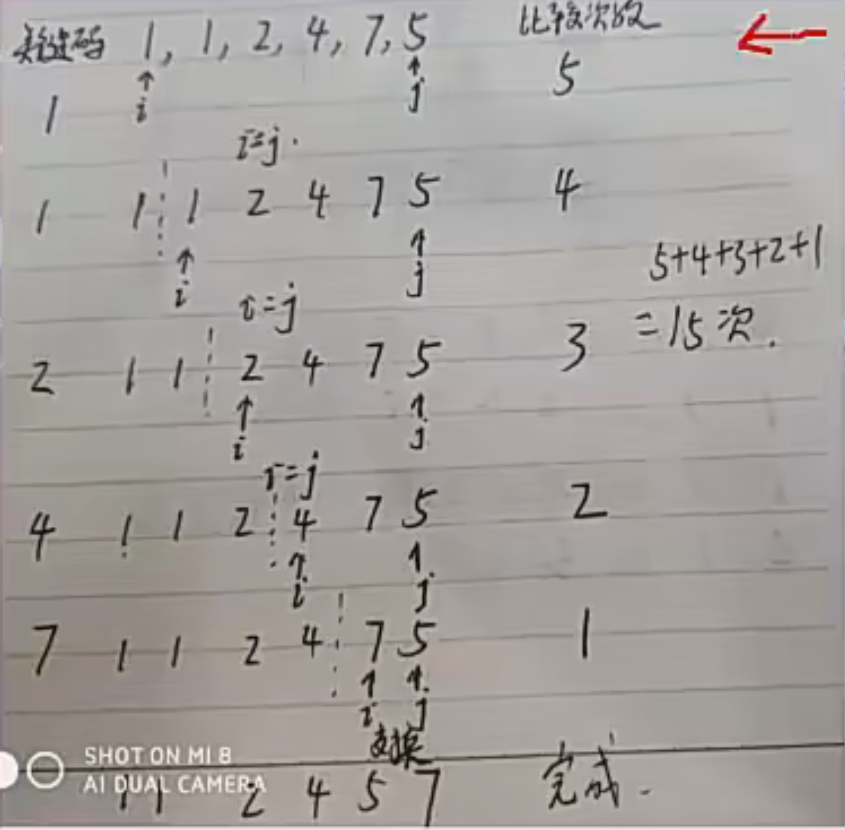 关键码 1, 1, 2, 4, 7, 5 比较次数
1 i j 5
i=j.
1 1 1 2 4 7 5 4
i j
5+4+3+2+1
=15次.
i=j
2 1 1 2 4 7 5 3
i j
i=j
4 1 1 2 4 7 5 2
i j
7 1 1 2 4 7 5 1
i j
交换
SHOT ON MI 8
AI DUAL CAMERA
1 1 2 4 5 7 完成.